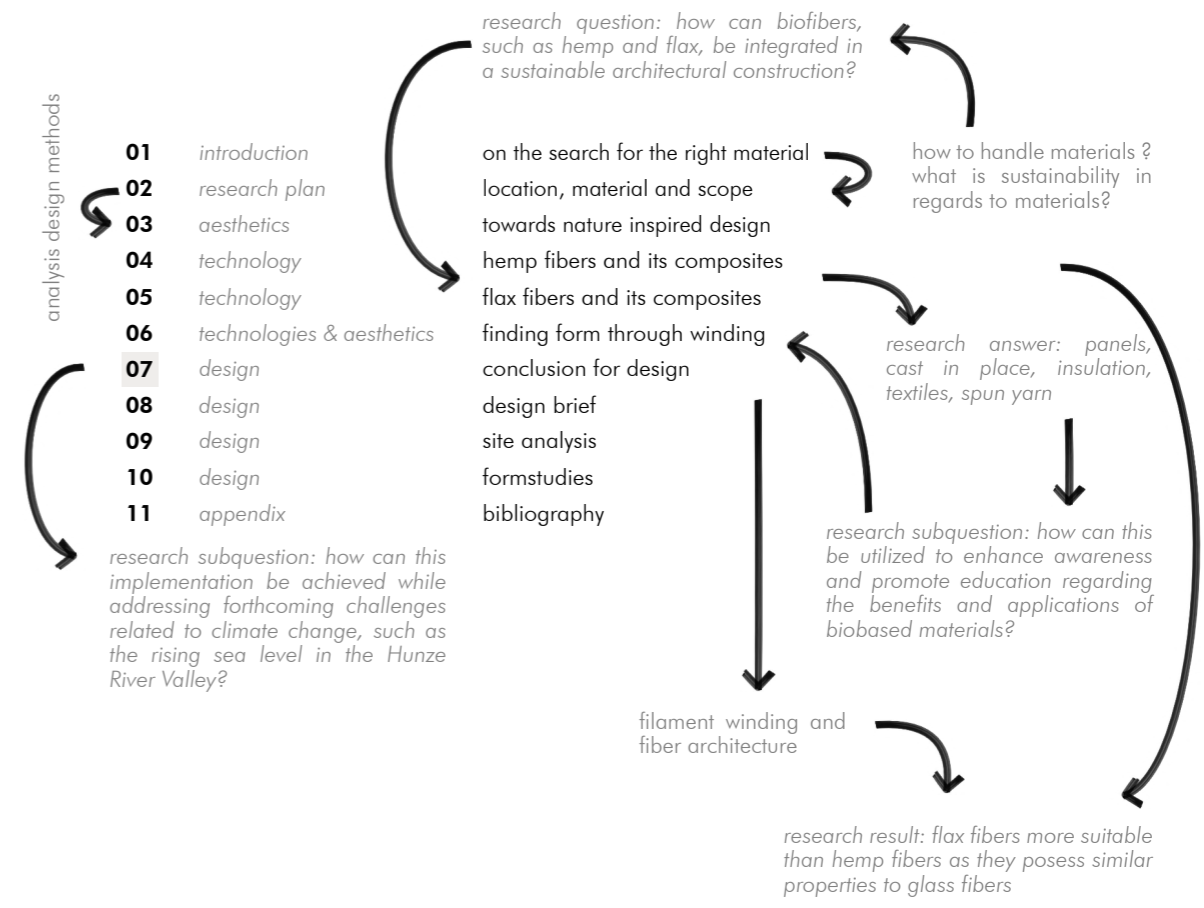 research question: how can biofibers,
such as hemp and flax, be integrated in
a sustainable architectural construction?
analysis design methods
01 introduction on the search for the right material
02 research plan location, material and scope
03 aesthetics towards nature inspired design
04 technology hemp fibers and its composites
05 technology flax fibers and its composites
06 technologies & aesthetics finding form through winding
07 design conclusion for design
08 design design brief
09 design site analysis
10 design formstudies
11 appendix bibliography
how to handle materials ?
what is sustainability in
regards to materials?
research answer: panels,
cast in place, insulation,
textiles, spun yarn
research subquestion: how can this
be utilized to enhance awareness
and promote education regarding
the benefits and applications of
biobased materials?
research subquestion: how can this
implementation be achieved while
addressing forthcoming challenges
related to climate change, such as
the rising sea level in the Hunze
River Valley?
filament winding and
fiber architecture
research result: flax fibers more suitable
than hemp fibers as they posess similar
properties to glass fibers